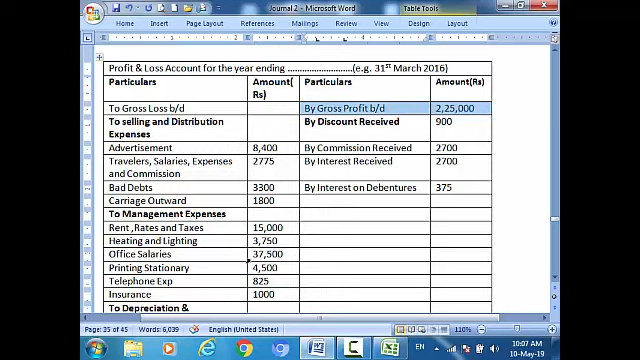 Journal 2 - Microsoft Word
Table Tools
Home Insert Page Layout References Mailings Review View Design Layout
Profit & Loss Account for the year ending ............................(e.g. 31st March 2016)
Particulars Amount( Rs) Particulars Amount(Rs)
To Gross Loss b/d By Gross Profit b/d 2,25,000
To selling and Distribution Expenses By Discount Received 900
Advertisement 8,400 By Commission Received 2700
Travelers, Salaries, Expenses and Commission 2775 By Interest Received 2700
Bad Debts 3300 By Interest on Debentures 375
Carriage Outward 1800
To Management Expenses
Rent ,Rates and Taxes 15,000
Heating and Lighting 3,750
Office Salaries 37,500
Printing Stationary 4,500
Telephone Exp 825
Insurance 1000
To Depreciation &
Page: 35 of 45 Words: 6,039 English (United States) 110%
EN 10:07 AM
10-May-19